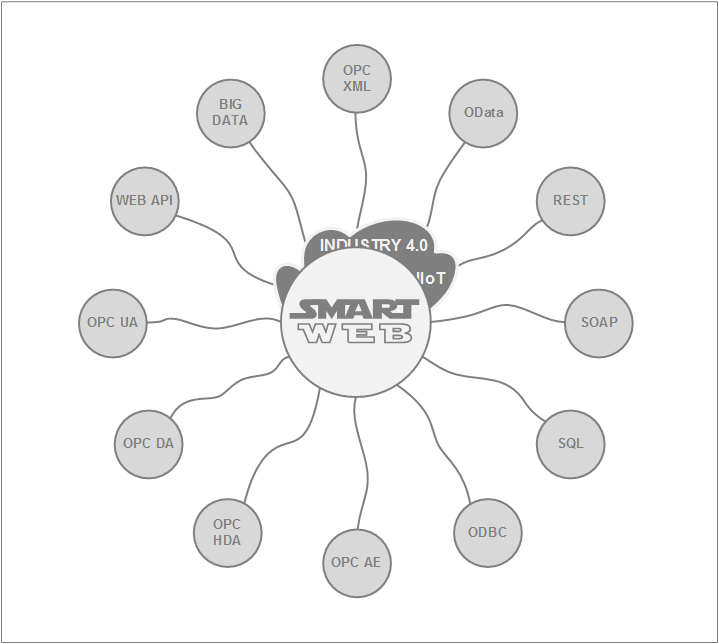 OPC
XML
BIG
DATA
OData
WEB API
REST
INDUSTRY 4.0
IIoT
SMART
WEB
OPC UA
SOAP
OPC DA
SQL
OPC
HDA
ODBC
OPC AE